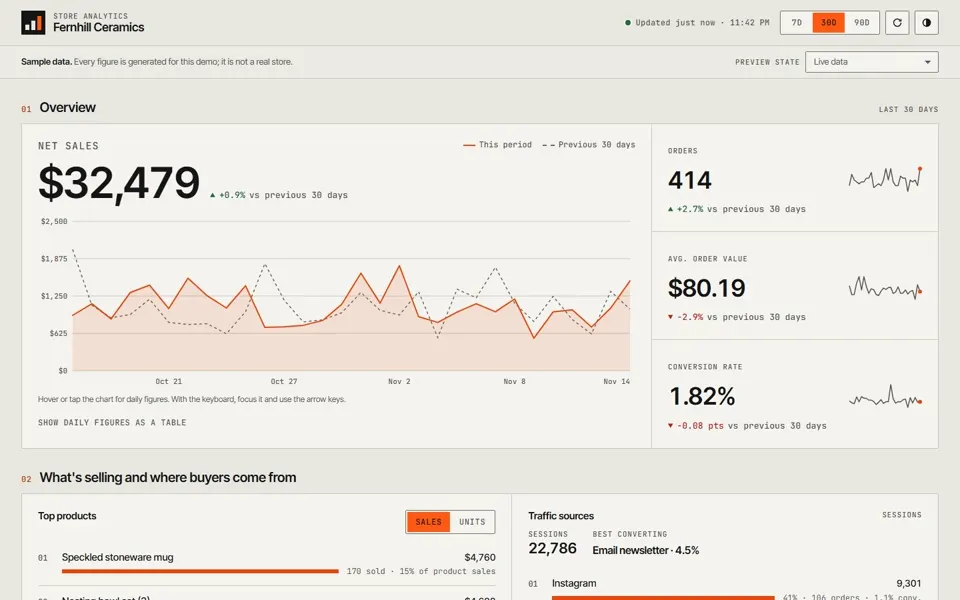 STORE ANALYTICS
Fernhill Ceramics
Updated just now · 11:42 PM
7D 30D 90D
Sample data. Every figure is generated for this demo; it is not a real store.
PREVIEW STATE Live data
01 Overview
LAST 30 DAYS
NET SALES
This period Previous 30 days
$32,479
▲ +0.9% vs previous 30 days
$2,500
$1,875
$1,250
$625
$0
Oct 21 Oct 27 Nov 2 Nov 8 Nov 14
Hover or tap the chart for daily figures. With the keyboard, focus it and use the arrow keys.
SHOW DAILY FIGURES AS A TABLE
ORDERS
414
▲ +2.7% vs previous 30 days
AVG. ORDER VALUE
$80.19
▼ -2.9% vs previous 30 days
CONVERSION RATE
1.82%
▼ -0.08 pts vs previous 30 days
02 What's selling and where buyers come from
Top products
SALES UNITS
01 Speckled stoneware mug $4,760
170 sold · 15% of product sales
Traffic sources
SESSIONS
SESSIONS
22,786
BEST CONVERTING
Email newsletter · 4.5%
01 Instagram 9,301
41% · 106 orders · 1.1% conv.